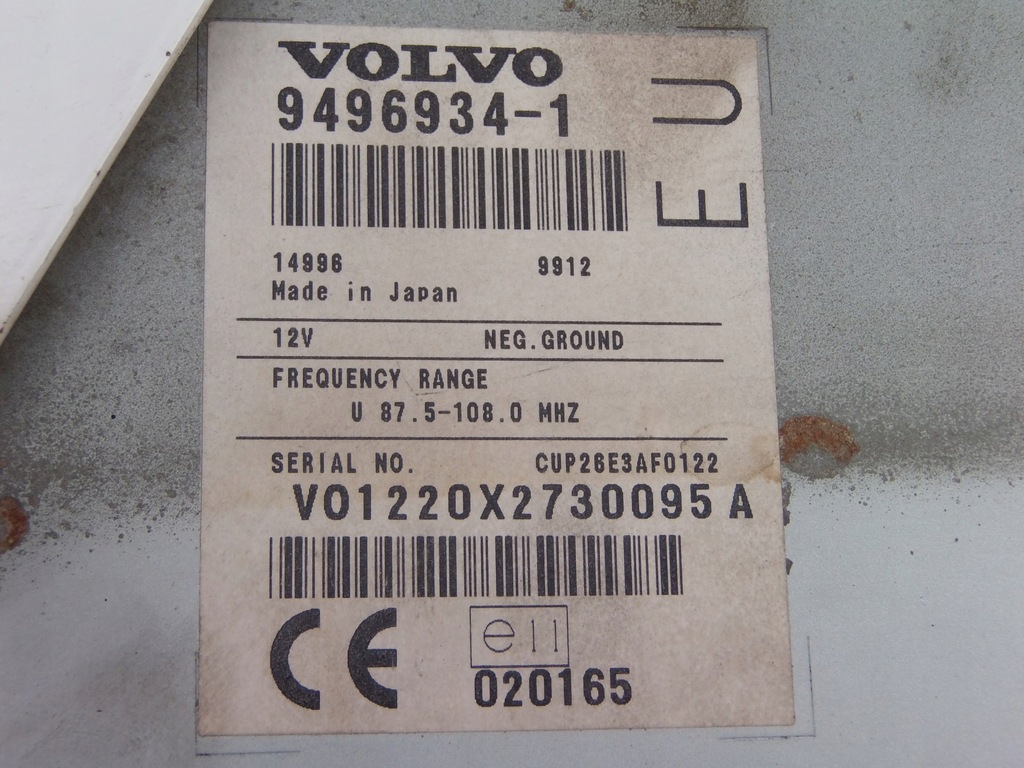 VOLVO
9496934-1
EU
14996 9912
Made in Japan
12V NEG.GROUND
FREQUENCY RANGE
U 87.5-108.0 MHZ
SERIAL NO. CUP26E3AF0122
V01220X2730095A
CE e11
020165